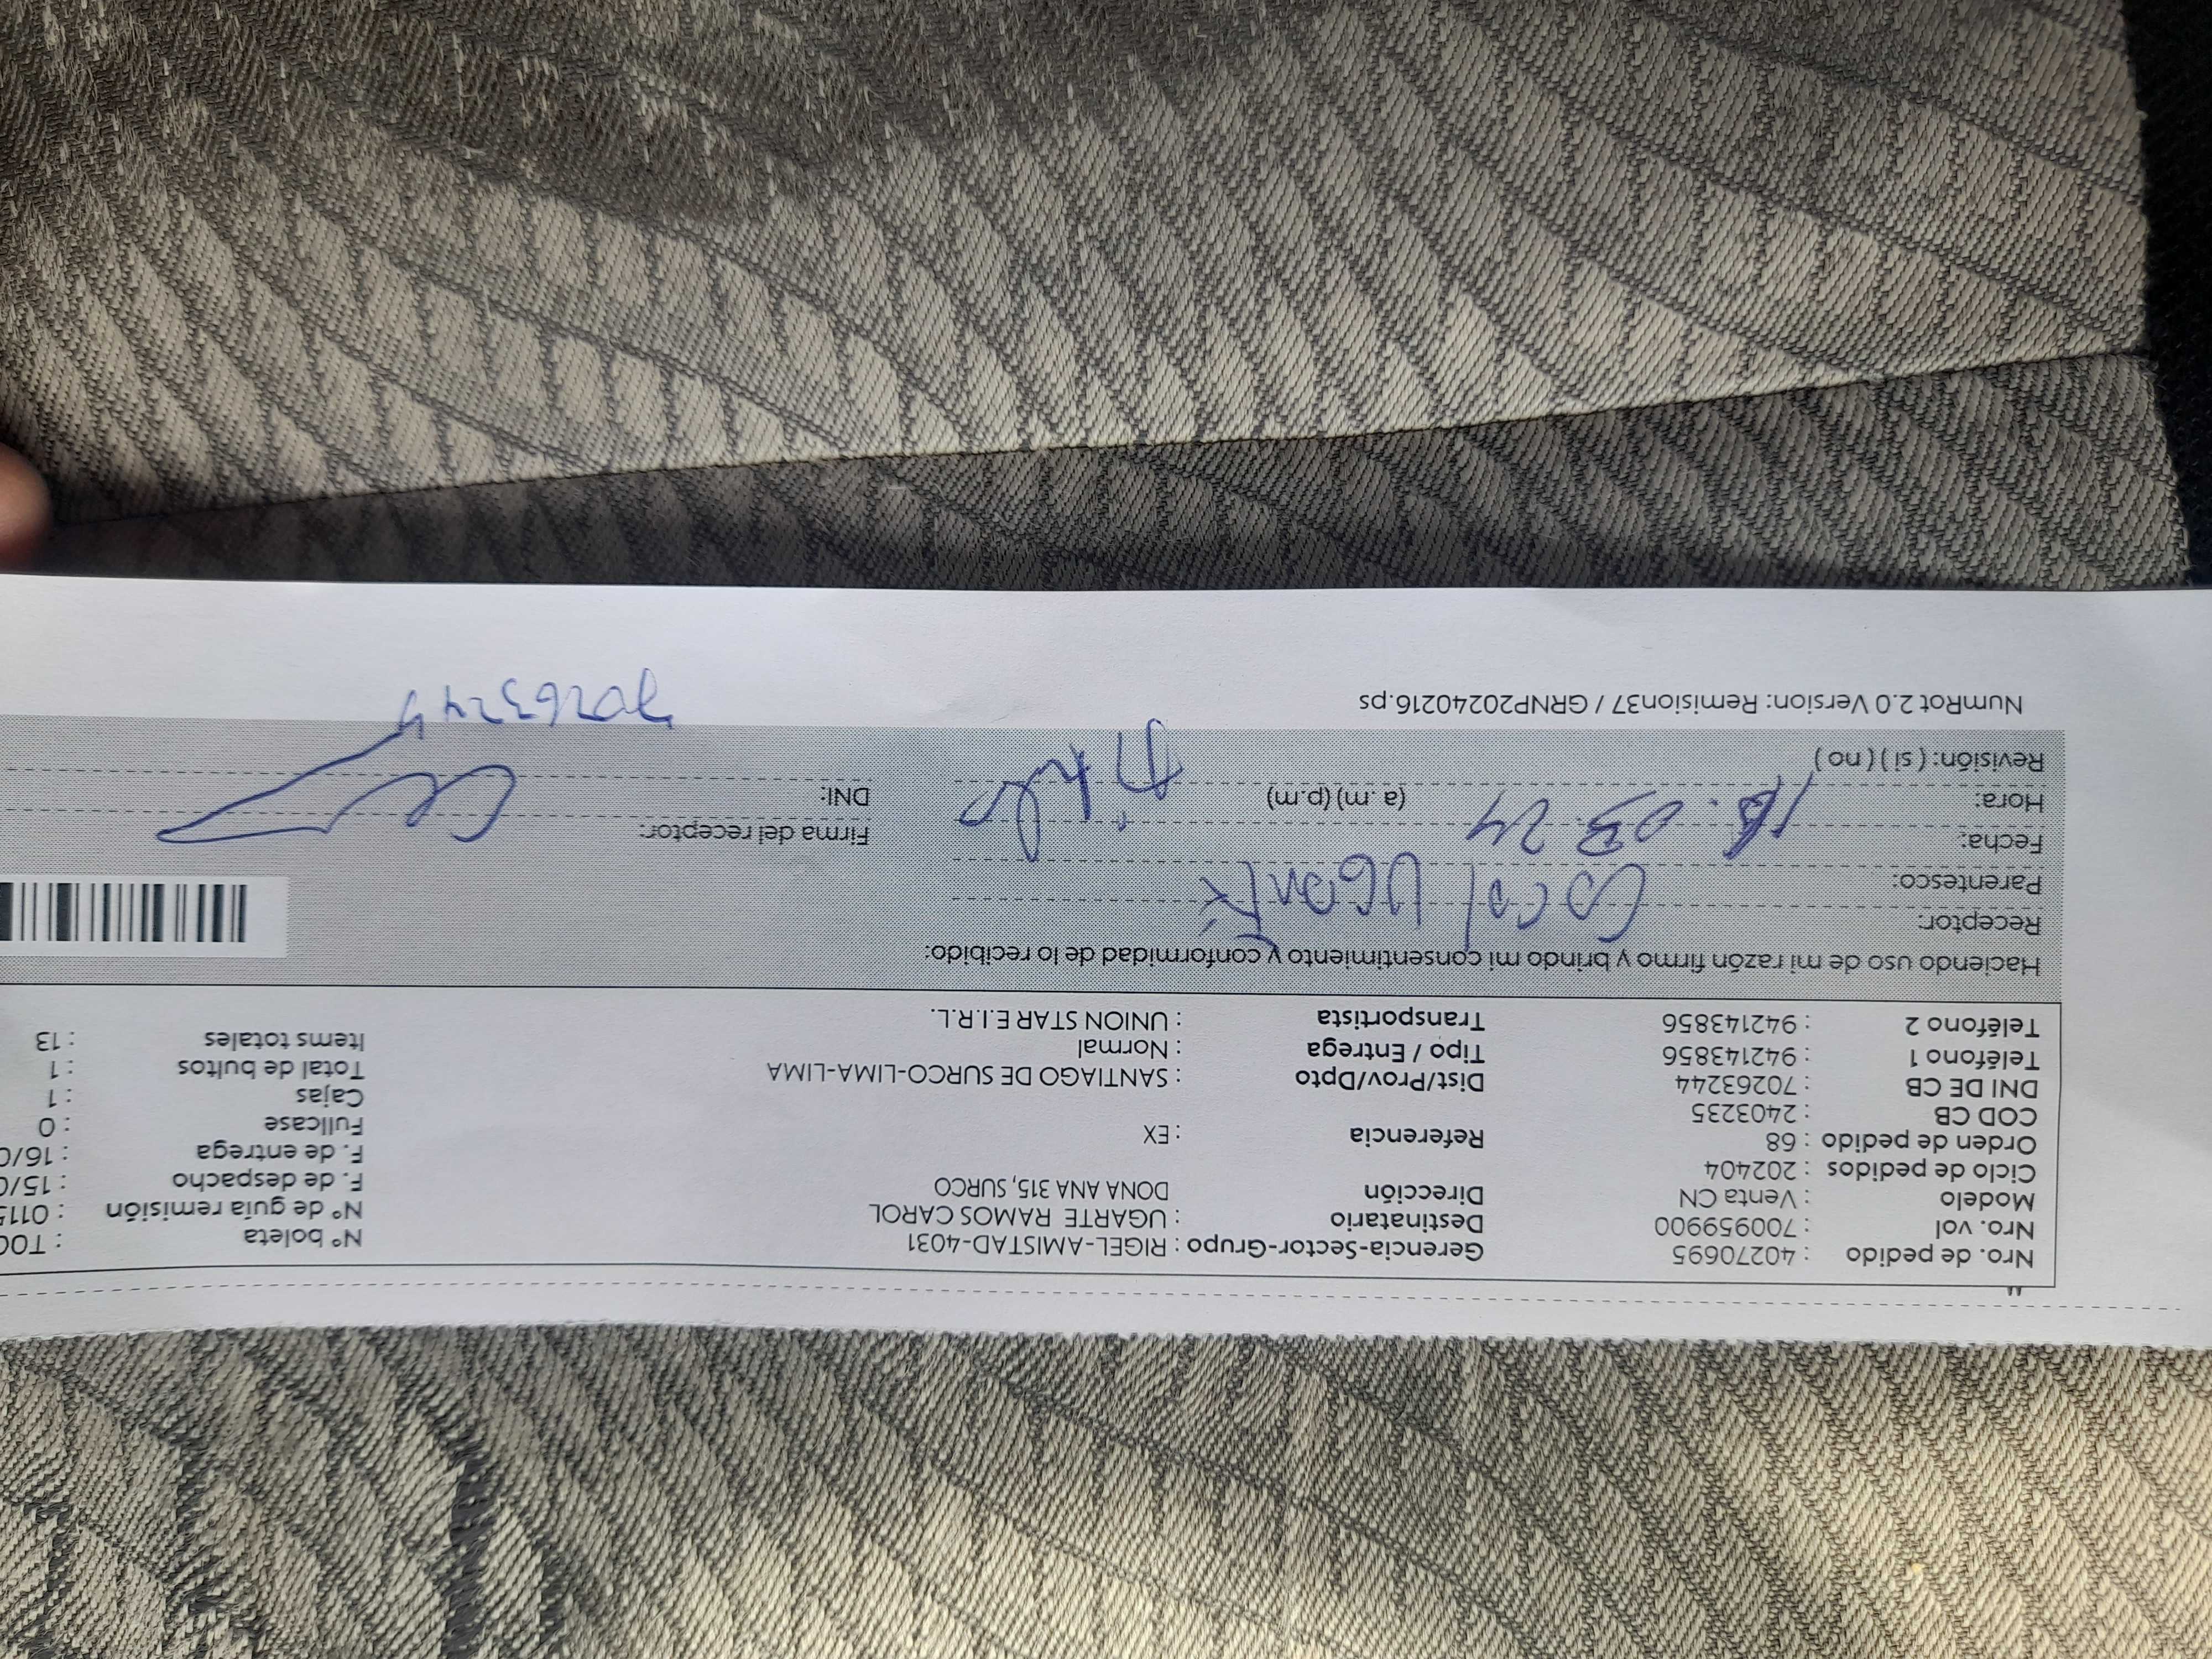 Nro. de pedido : 40270695 Gerencia-Sector-Grupo : RIGEL-AMISTAD-4031 N° boleta : T00
Nro. vol : 700959900 Destinatario : UGARTE RAMOS CAROL N° de guía remisión : 0115
Modelo : Venta CN Dirección DONA ANA 315, SURCO F. de despacho : 15/0
Ciclo de pedidos : 202404 F. de entrega : 16/0
Orden de pedido : 68 Referencia : EX Fullcase : 0
COD CB : 2403235 Cajas : 1
DNI DE CB : 70263244 Dist/Prov/Dpto : SANTIAGO DE SURCO-LIMA-LIMA Total de bultos : 1
Teléfono 1 : 942143856 Tipo / Entrega : Normal Items totales : 13
Teléfono 2 : 942143856 Transportista : UNION STAR E.I.R.L.
Haciendo uso de mi razón firmo y brindo mi consentimiento y conformidad de lo recibido:
Receptor: Carol Ugarte
Parentesco:
Fecha: 16.03.24 Firma del receptor:
Hora: (a.m) (p.m) DNI: 70263244
Revisión: ( si ) ( no ) Titular
NumRot 2.0 Version: Remision37 / GRNP20240216.ps